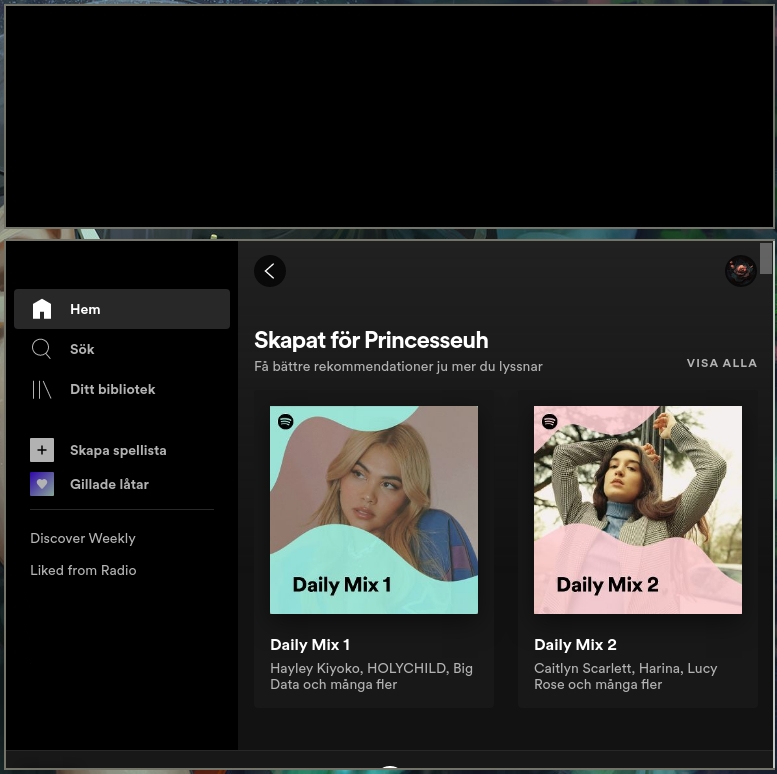 Hem
Sök
Ditt bibliotek
Skapa spellista
Gillade låtar
Discover Weekly
Liked from Radio
Skapat för Princesseuh
Få bättre rekommendationer ju mer du lyssnar
VISA ALLA
Daily Mix 1
Daily Mix 1
Hayley Kiyoko, HOLYCHILD, Big
Data och många fler
Daily Mix 2
Daily Mix 2
Caitlyn Scarlett, Harina, Lucy
Rose och många fler